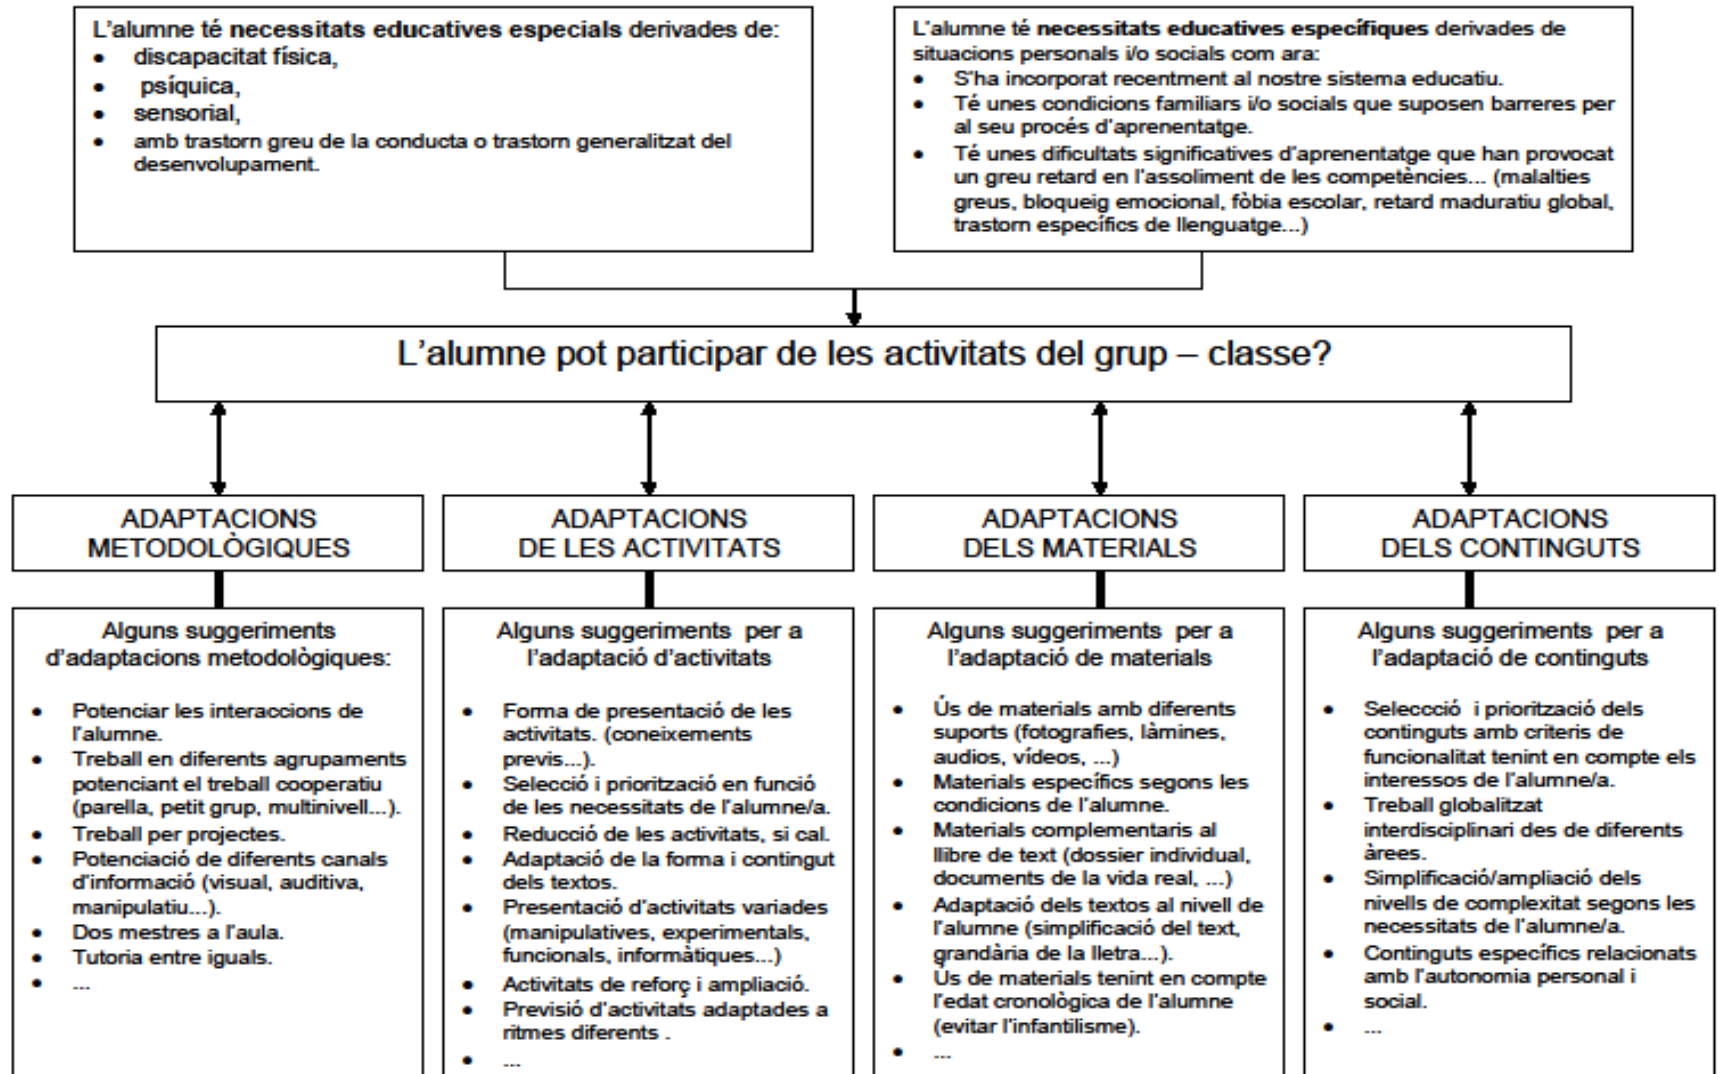 L'alumne té necessitats educatives especials derivades de:
• discapacitat física,
• psíquica,
• sensorial,
• amb trastorn greu de la conducta o trastorn generalitzat del
desenvolupament.
L'alumne té necessitats educatives específiques derivades de
situacions personals i/o socials com ara:
• S'ha incorporat recentment al nostre sistema educatiu.
• Té unes condicions familiars i/o socials que suposen barreres per
al seu procés d'aprenentatge.
• Té unes dificultats significatives d'aprenentatge que han provocat
un greu retard en l'assoliment de les competències... (malalties
greus, bloqueig emocional, fòbia escolar, retard maduratiu global,
trastorn específics de llenguatge...)
L'alumne pot participar de les activitats del grup – classe?
ADAPTACIONS
METODOLÒGIQUES
ADAPTACIONS
DE LES ACTIVITATS
ADAPTACIONS
DELS MATERIALS
ADAPTACIONS
DELS CONTINGUTS
Alguns suggeriments
d'adaptacions metodològiques:
• Potenciar les interaccions de
l'alumne.
• Treball en diferents agrupaments
potenciant el treball cooperatiu
(parella, petit grup, multinivell...).
• Treball per projectes.
• Potenciació de diferents canals
d'informació (visual, auditiva,
manipulatiu...).
• Dos mestres a l'aula.
• Tutoria entre iguals.
• ...
Alguns suggeriments per a
l'adaptació d'activitats
• Forma de presentació de les
activitats. (coneixements
previs...).
• Selecció i priorització en funció
de les necessitats de l'alumne/a.
• Reducció de les activitats, si cal.
• Adaptació de la forma i contingut
dels textos.
• Presentació d'activitats variades
(manipulatives, experimentals,
funcionals, informàtiques...)
• Activitats de reforç i ampliació.
• Previsió d'activitats adaptades a
ritmes diferents .
• ...
Alguns suggeriments per a
l'adaptació de materials
• Ús de materials amb diferents
suports (fotografies, làmines,
audios, vídeos, ...)
• Materials específics segons les
condicions de l'alumne.
• Materials complementaris al
llibre de text (dossier individual,
documents de la vida real, ...)
• Adaptació dels textos al nivell de
l'alumne (simplificació del text,
grandària de la lletra...).
• Ús de materials tenint en compte
l'edat cronològica de l'alumne
(evitar l'infantilisme).
• ...
Alguns suggeriments per a
l'adaptació de continguts
• Seleccció i priorització dels
continguts amb criteris de
funcionalitat tenint en compte els
interessos de l'alumne/a.
• Treball globalitzat
interdisciplinari des de diferents
àrees.
• Simplificació/ampliació dels
nivells de complexitat segons les
necessitats de l'alumne/a.
• Continguts específics relacionats
amb l'autonomia personal i
social.
• ...